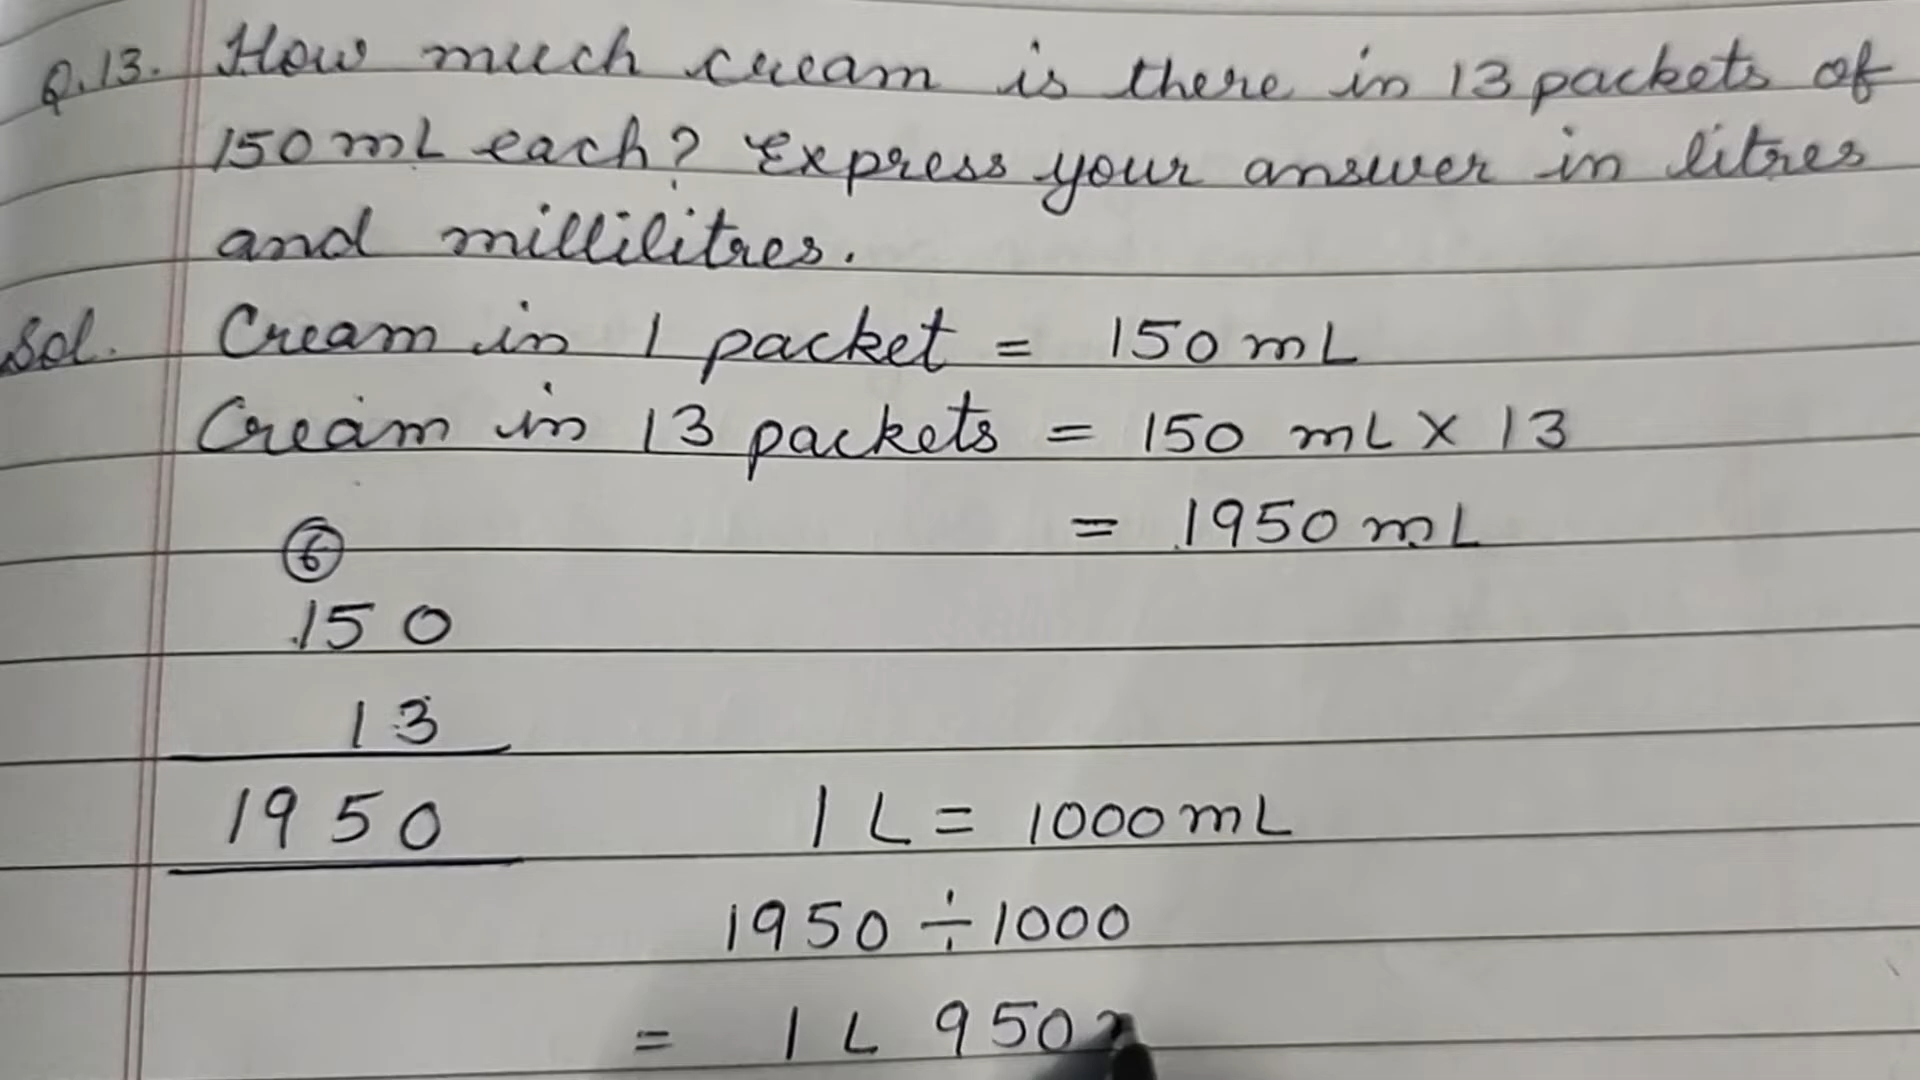 Q.13. How much cream is there in 13 packets of
150 mL each? Express your answer in litres
and millilitres.
Sol. Cream in 1 packet = 150 mL
Cream in 13 packets = 150 mL X 13
= 1950 mL
6
150
13
1950
1 L = 1000 mL
1950 ÷ 1000
= 1 L 950